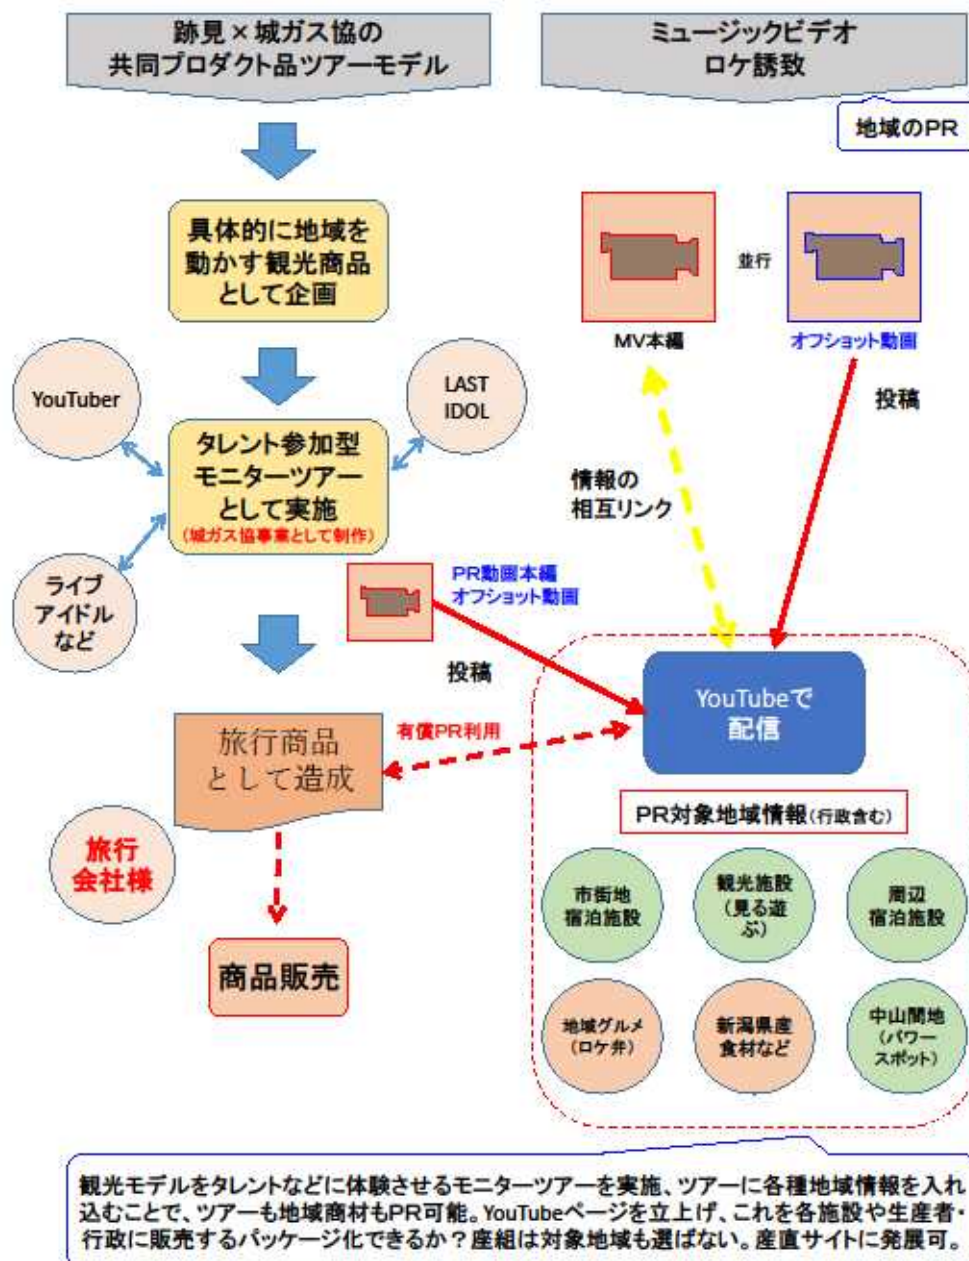 跡見×城ガス協の
共同プロダクト品ツアーモデル
ミュージックビデオ
ロケ誘致
地域のPR
具体的に地域を
動かす観光商品
として企画
並行
MV本編
オフショット動画
YouTuber
LAST
IDOL
投稿
タレント参加型
モニターツアー
として実施
(城ガス協事業として制作)
情報の
相互リンク
ライブ
アイドル
など
PR動画本編
オフショット動画
投稿
YouTubeで
配信
有償PR利用
旅行商品
として造成
PR対象地域情報(行政含む)
旅行
会社様
市街地
宿泊施設
観光施設
(見る遊
ぶ)
周辺
宿泊施設
商品販売
地域グルメ
(ロケ弁)
新潟県産
食材など
中山間地
(パワー
スポット)
観光モデルをタレントなどに体験させるモニターツアーを実施、ツアーに各種地域情報を入れ
込むことで、ツアーも地域商材もPR可能。YouTubeページを立上げ、これを各施設や生産者・
行政に販売するパッケージ化できるか？座組は対象地域も選ばない。産直サイトに発展可。